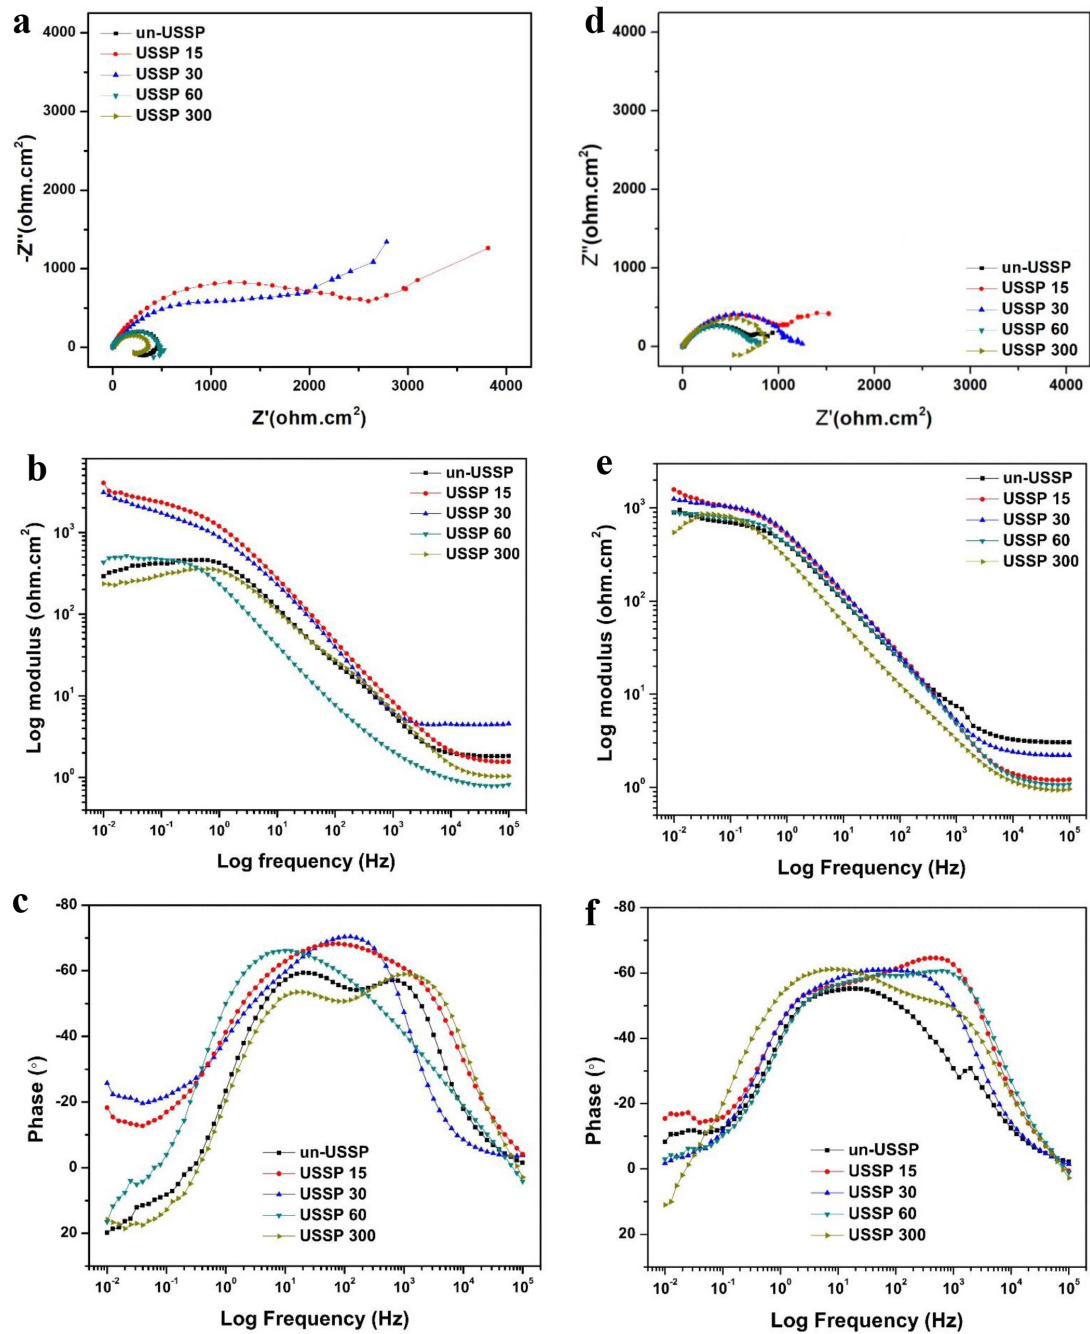 a
4000
3000
2000
1000
0
-Z"(ohm.cm²)
un-USSP
USSP 15
USSP 30
USSP 60
USSP 300
0 1000 2000 3000 4000
Z'(ohm.cm²)
d
4000
3000
2000
1000
0
Z"(ohm.cm²)
un-USSP
USSP 15
USSP 30
USSP 60
USSP 300
0 1000 2000 3000 4000
Z'(ohm.cm²)
b
10³
10²
10¹
10⁰
Log modulus (ohm.cm²)
un-USSP
USSP 15
USSP 30
USSP 60
USSP 300
10⁻² 10⁻¹ 10⁰ 10¹ 10² 10³ 10⁴ 10⁵
Log frequency (Hz)
e
10³
10²
10¹
10⁰
Log modulus (ohm.cm²)
un-USSP
USSP 15
USSP 30
USSP 60
USSP 300
10⁻² 10⁻¹ 10⁰ 10¹ 10² 10³ 10⁴ 10⁵
Log Frequency (Hz)
c
-80
-60
-40
-20
0
20
Phase (°)
un-USSP
USSP 15
USSP 30
USSP 60
USSP 300
10⁻² 10⁻¹ 10⁰ 10¹ 10² 10³ 10⁴ 10⁵
Log Frequency (Hz)
f
-80
-60
-40
-20
0
20
Phase (°)
un-USSP
USSP 15
USSP 30
USSP 60
USSP 300
10⁻² 10⁻¹ 10⁰ 10¹ 10² 10³ 10⁴ 10⁵
Log Frequency (Hz)